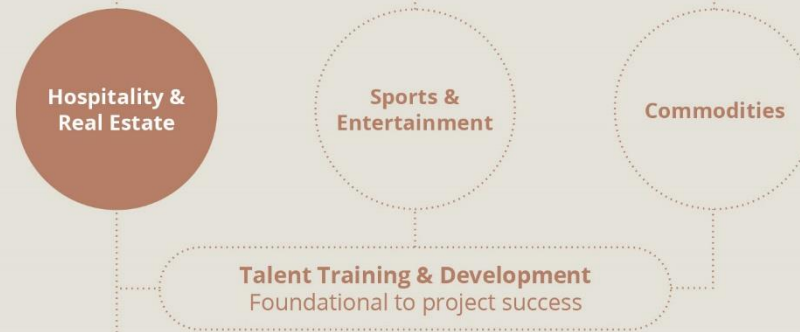 Hospitality &
Real Estate
Sports &
Entertainment
Commodities
Talent Training & Development
Foundational to project success